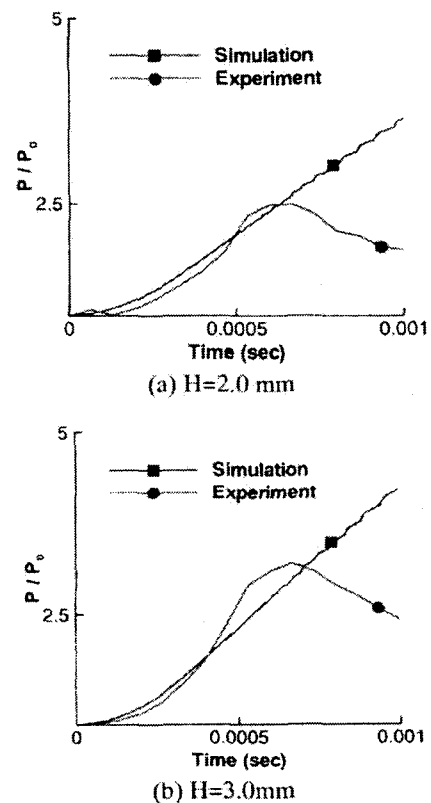 5
Simulation
Experiment
P / P₀
2.5
0 0.0005 0.001
Time (sec)
(a) H=2.0 mm
5
Simulation
Experiment
P / P₀
2.5
0 0.0005 0.001
Time (sec)
(b) H=3.0mm